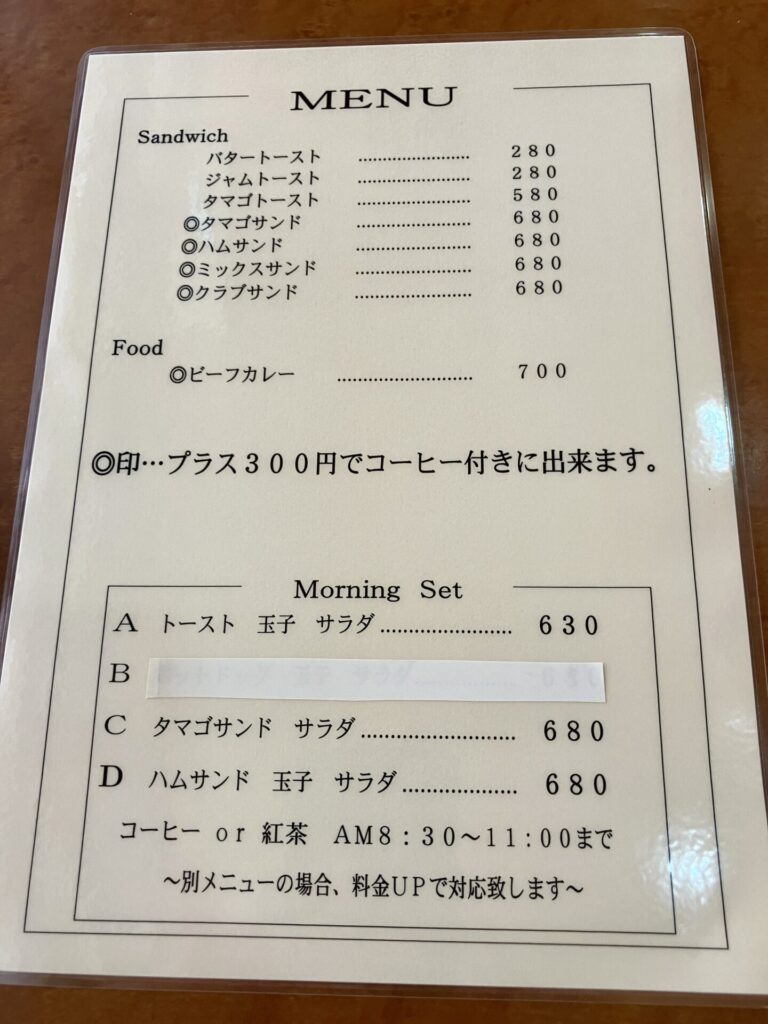 MENU
Sandwich
バタートースト ........................ 280
ジャムトースト ........................ 280
タマゴトースト ........................ 580
◎タマゴサンド ........................ 680
◎ハムサンド ........................ 680
◎ミックスサンド ........................ 680
◎クラブサンド ........................ 680
Food
◎ビーフカレー ........................... 700
◎印…プラス300円でコーヒー付きに出来ます。
Morning Set
A トースト 玉子 サラダ........................ 630
B
C タマゴサンド サラダ........................... 680
D ハムサンド 玉子 サラダ.................... 680
コーヒー or 紅茶 AM8:30～11:00まで
～別メニューの場合、料金UPで対応致します～